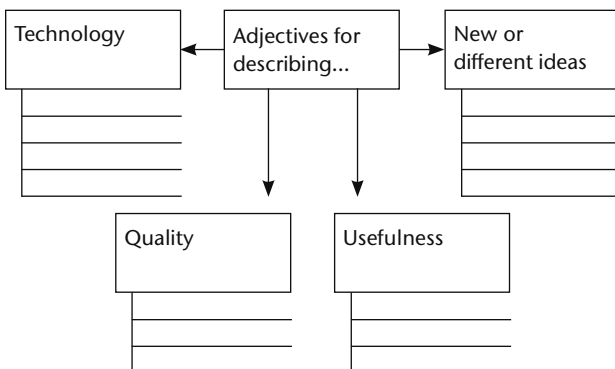 Technology
Adjectives for
describing...
New or
different ideas
Quality
Usefulness